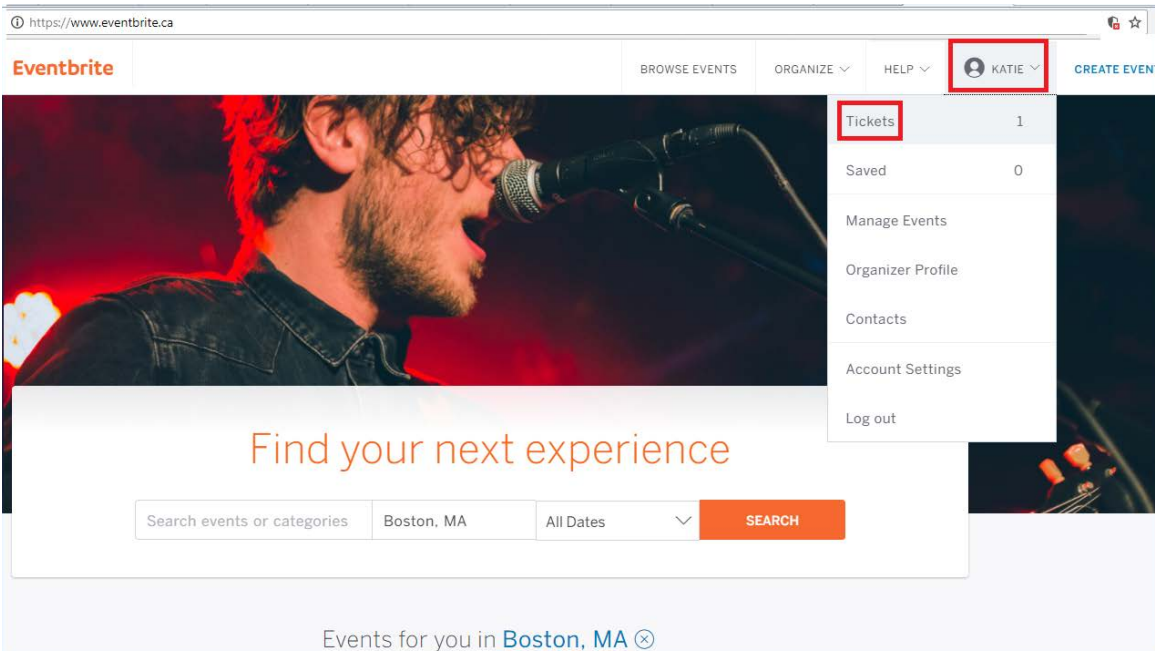 https://www.eventbrite.ca
Eventbrite BROWSE EVENTS ORGANIZE HELP KATIE CREATE EVEN
Tickets 1
Saved 0
Manage Events
Organizer Profile
Contacts
Account Settings
Log out
Find your next experience
Search events or categories Boston, MA All Dates SEARCH
Events for you in Boston, MA